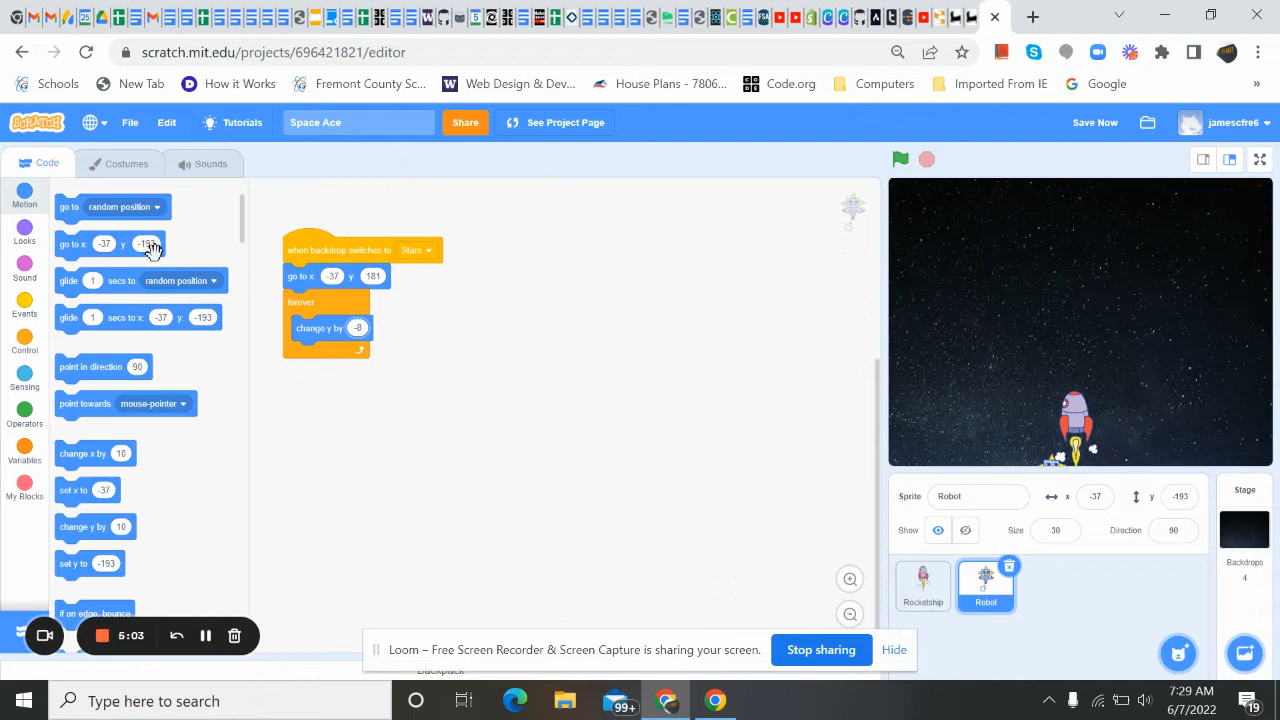 25
W
5
FSA
t
scratch.mit.edu/projects/696421821/editor
Schools
New Tab
D How it Works
Fremont County Sc...
W Web Design & Dev...
House Plans - 7806...
Code.org
Computers
Imported From IE
G Google
»
SCRATCH
File
Edit
Tutorials
Space Ace
Share
See Project Page
Save Now
jamescfre6
Code
Costumes
Sounds
Motion
Looks
Sound
Events
Control
Sensing
Operators
Variables
My Blocks
go to random position
go to x: -37 y: -193
glide 1 secs to random position
glide 1 secs to x: -37 y: -193
point in direction 90
point towards mouse-pointer
change x by 10
set x to -37
change y by 10
set y to -193
if on edge, bounce
when backdrop switches to Stars
go to x: -37 y: 181
forever
change y by -8
Sprite
Robot
x
-37
y
-193
Show
Size
30
Direction
90
Rocketship
Robot
Stage
Backdrops
4
5:03
Loom – Free Screen Recorder & Screen Capture is sharing your screen.
Stop sharing
Hide
Backpack
Type here to search
99+
7:29 AM
6/7/2022
19